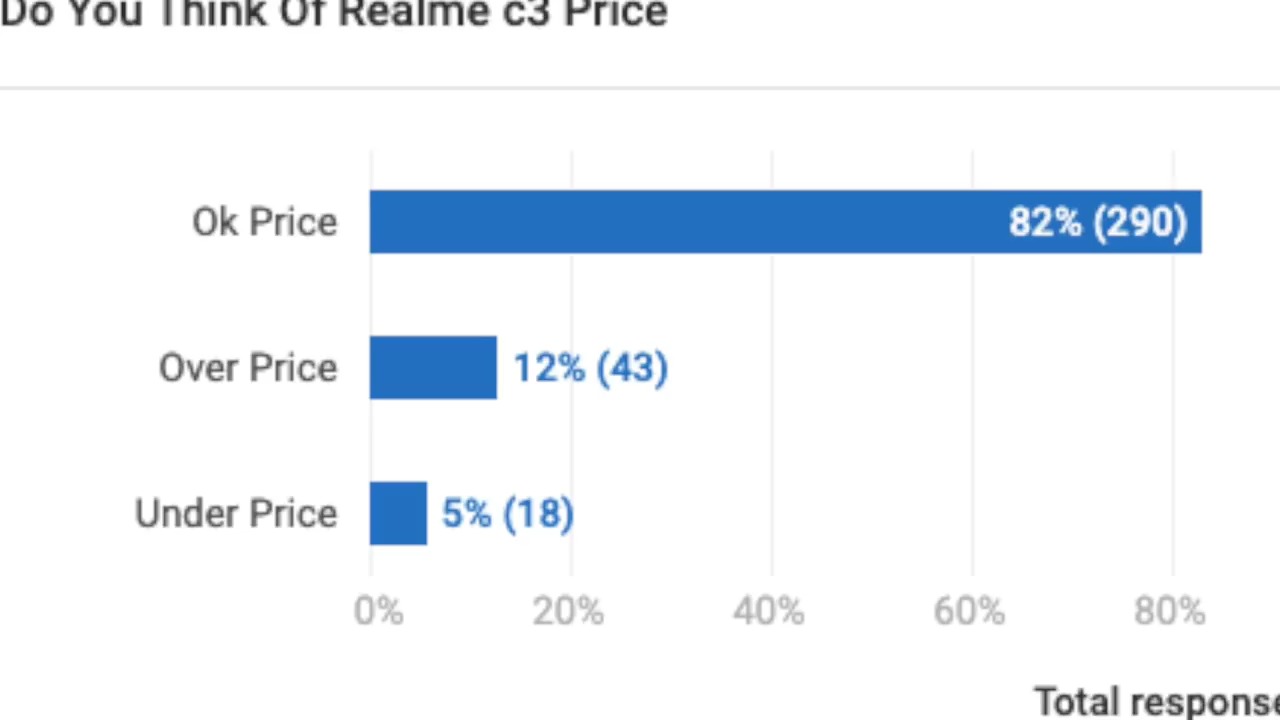 Do You Think Of Realme c3 Price
Ok Price 82% (290)
Over Price 12% (43)
Under Price 5% (18)
0% 20% 40% 60% 80%
Total response